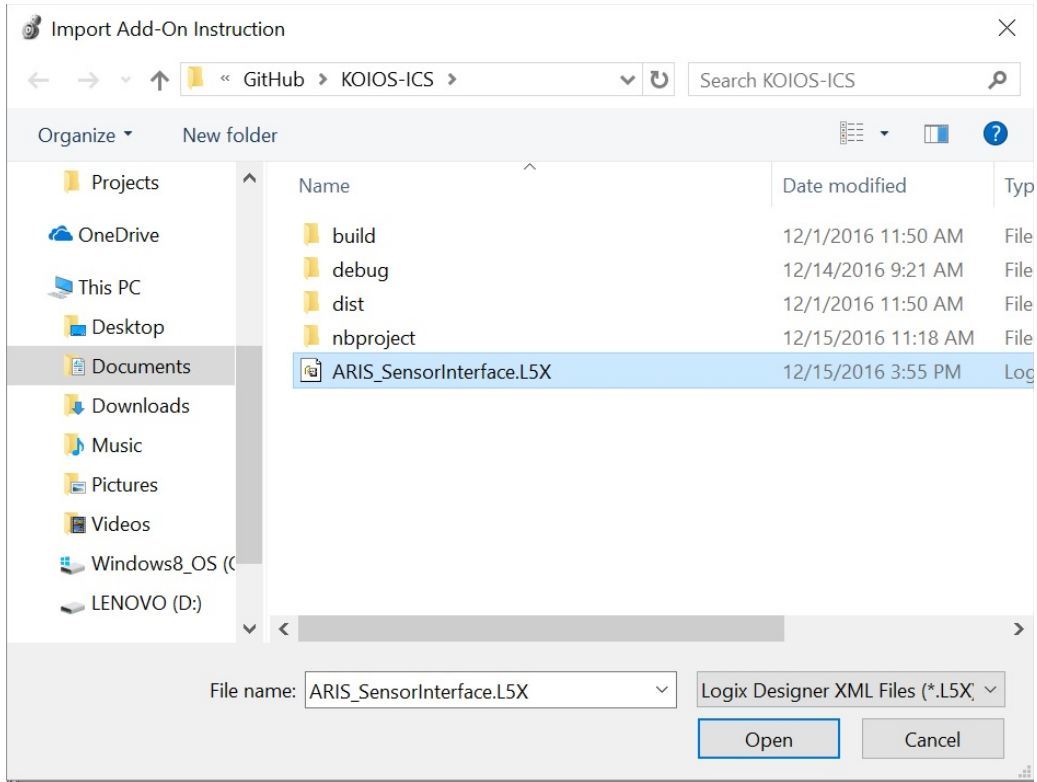 Import Add-On Instruction
« GitHub > KOIOS-ICS >
Search KOIOS-ICS
Organize
New folder
Projects
OneDrive
This PC
Desktop
Documents
Downloads
Music
Pictures
Videos
Windows8_OS (C
LENOVO (D:)
Name Date modified Typ
build 12/1/2016 11:50 AM File
debug 12/14/2016 9:21 AM File
dist 12/1/2016 11:50 AM File
nbproject 12/15/2016 11:18 AM File
ARIS_SensorInterface.L5X 12/15/2016 3:55 PM Log
File name: ARIS_SensorInterface.L5X Logix Designer XML Files (*.L5X)
Open Cancel